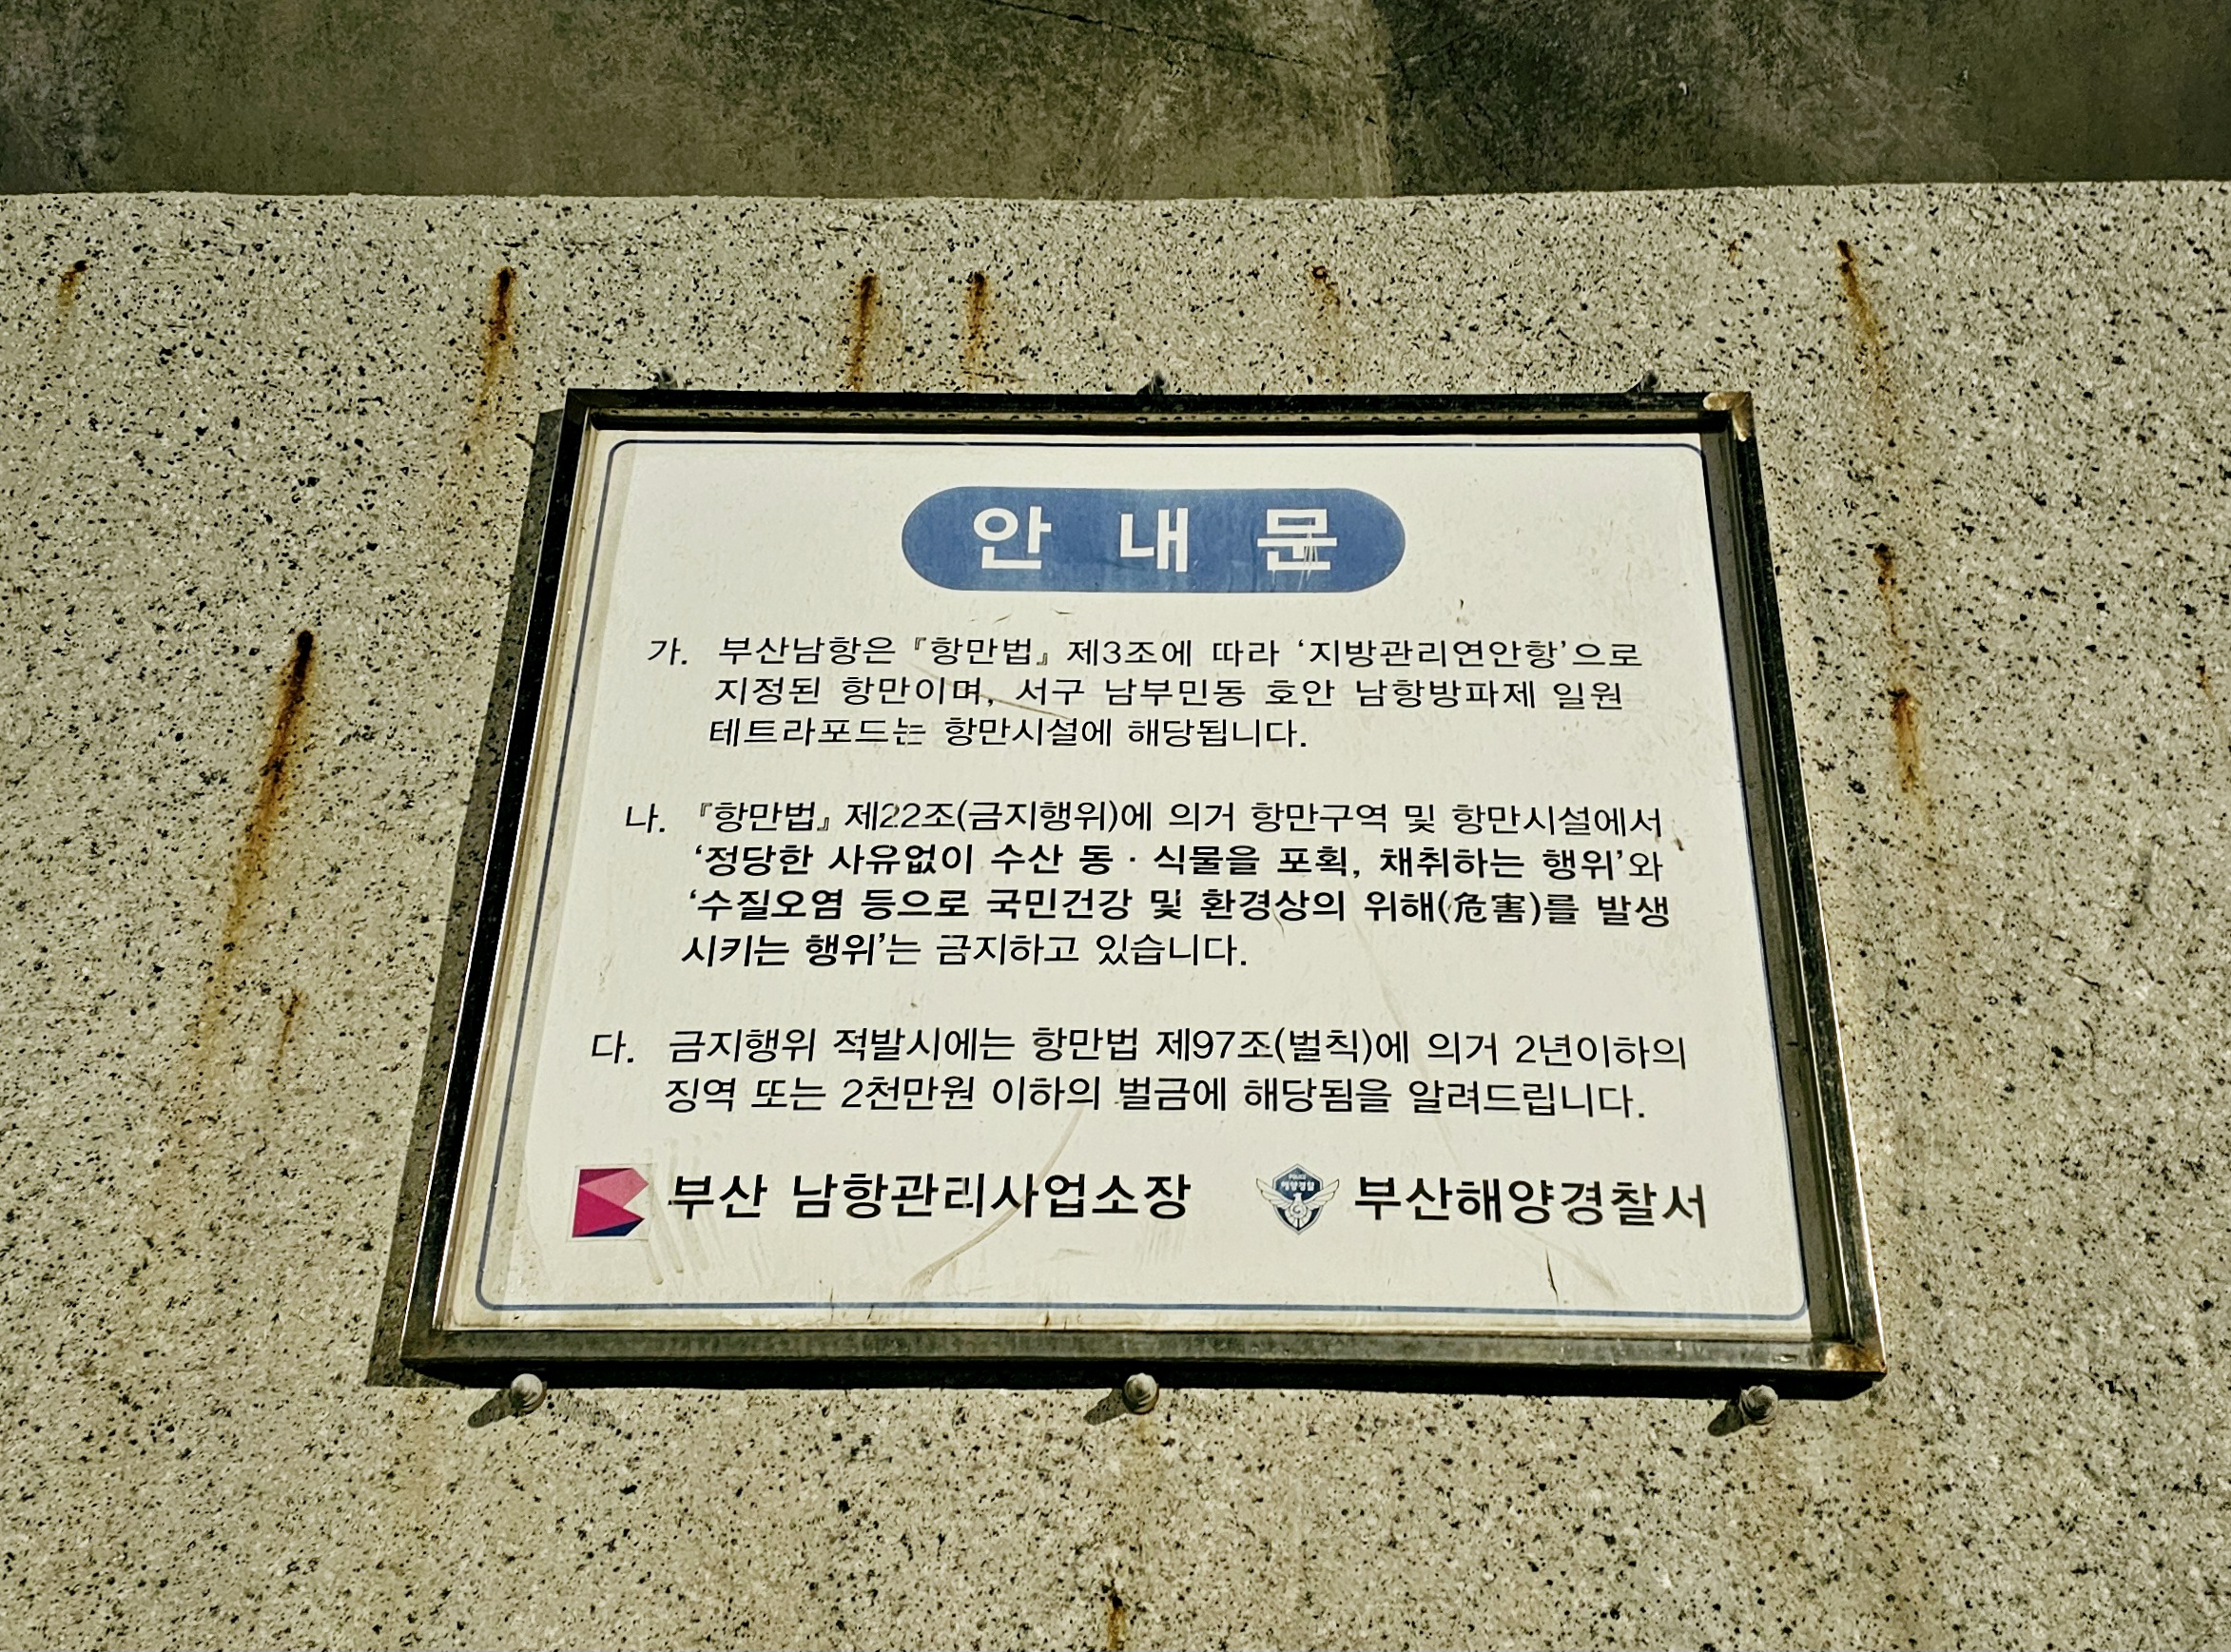 안 내 문
가. 부산남항은 『항만법』 제3조에 따라 ‘지방관리연안항’으로
지정된 항만이며, 서구 남부민동 호안 남항방파제 일원
테트라포드는 항만시설에 해당됩니다.
나. 『항만법』 제22조(금지행위)에 의거 항만구역 및 항만시설에서
‘정당한 사유없이 수산 동 · 식물을 포획, 채취하는 행위’와
‘수질오염 등으로 국민건강 및 환경상의 위해(危害)를 발생
시키는 행위’는 금지하고 있습니다.
다. 금지행위 적발시에는 항만법 제97조(벌칙)에 의거 2년이하의
징역 또는 2천만원 이하의 벌금에 해당됨을 알려드립니다.
부산 남항관리사업소장 해양경찰 부산해양경찰서